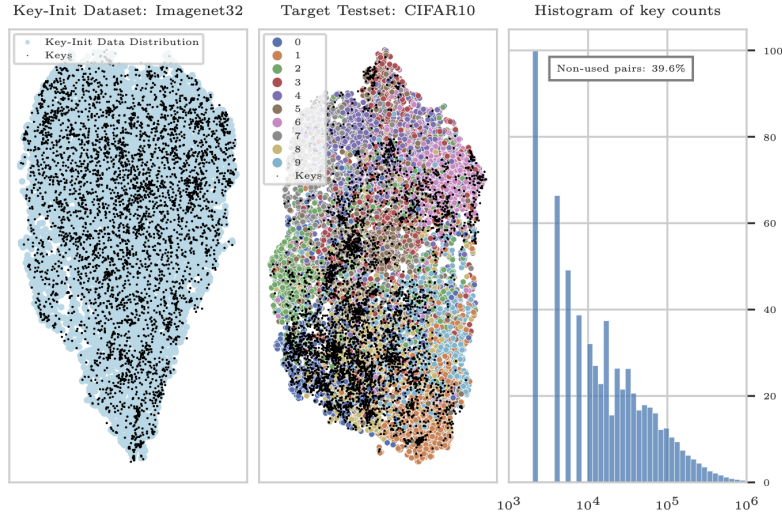 Key-Init Dataset: Imagenet32
Key-Init Data Distribution
Keys
Target Testset: CIFAR10
0
1
2
3
4
5
6
7
8
9
Keys
Histogram of key counts
Non-used pairs: 39.6%
100
80
60
40
20
0
10³
10⁴
10⁵
10⁶